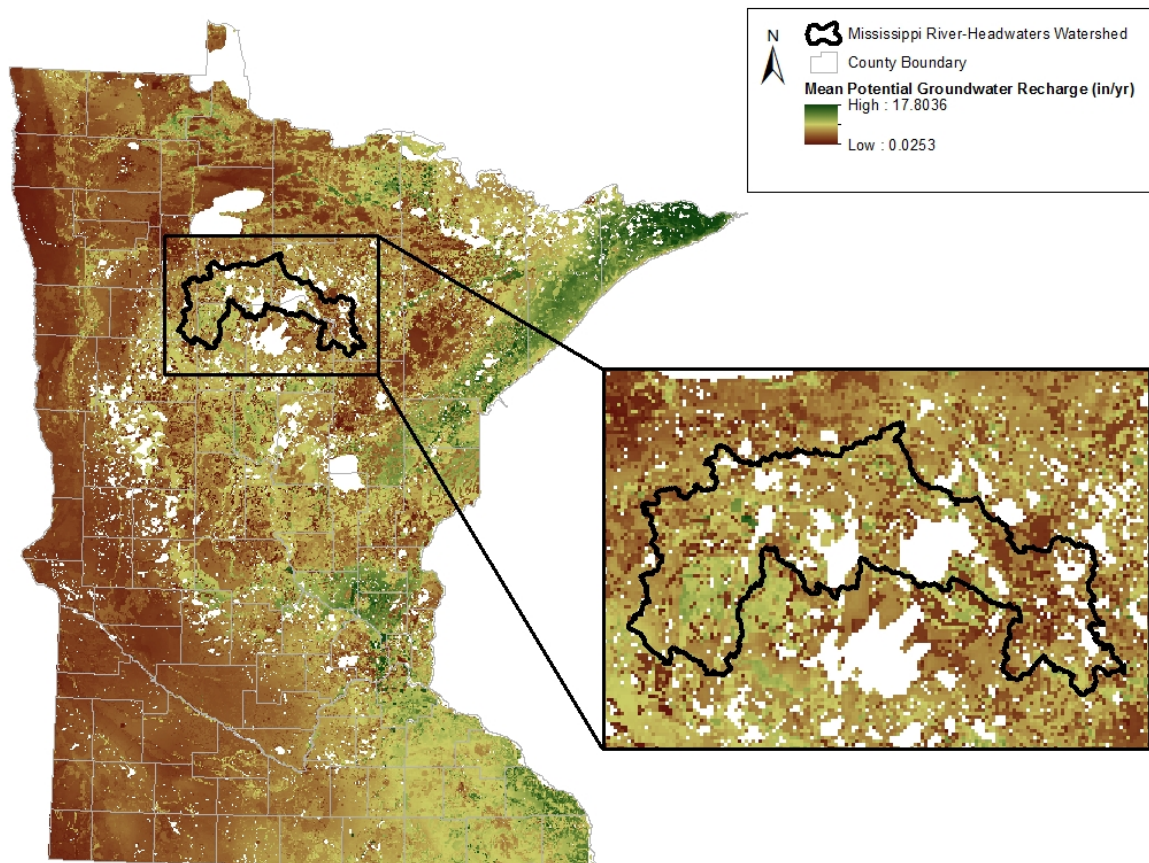 N
Mississippi River-Headwaters Watershed
County Boundary
Mean Potential Groundwater Recharge (in/yr)
High : 17.8036
Low : 0.0253